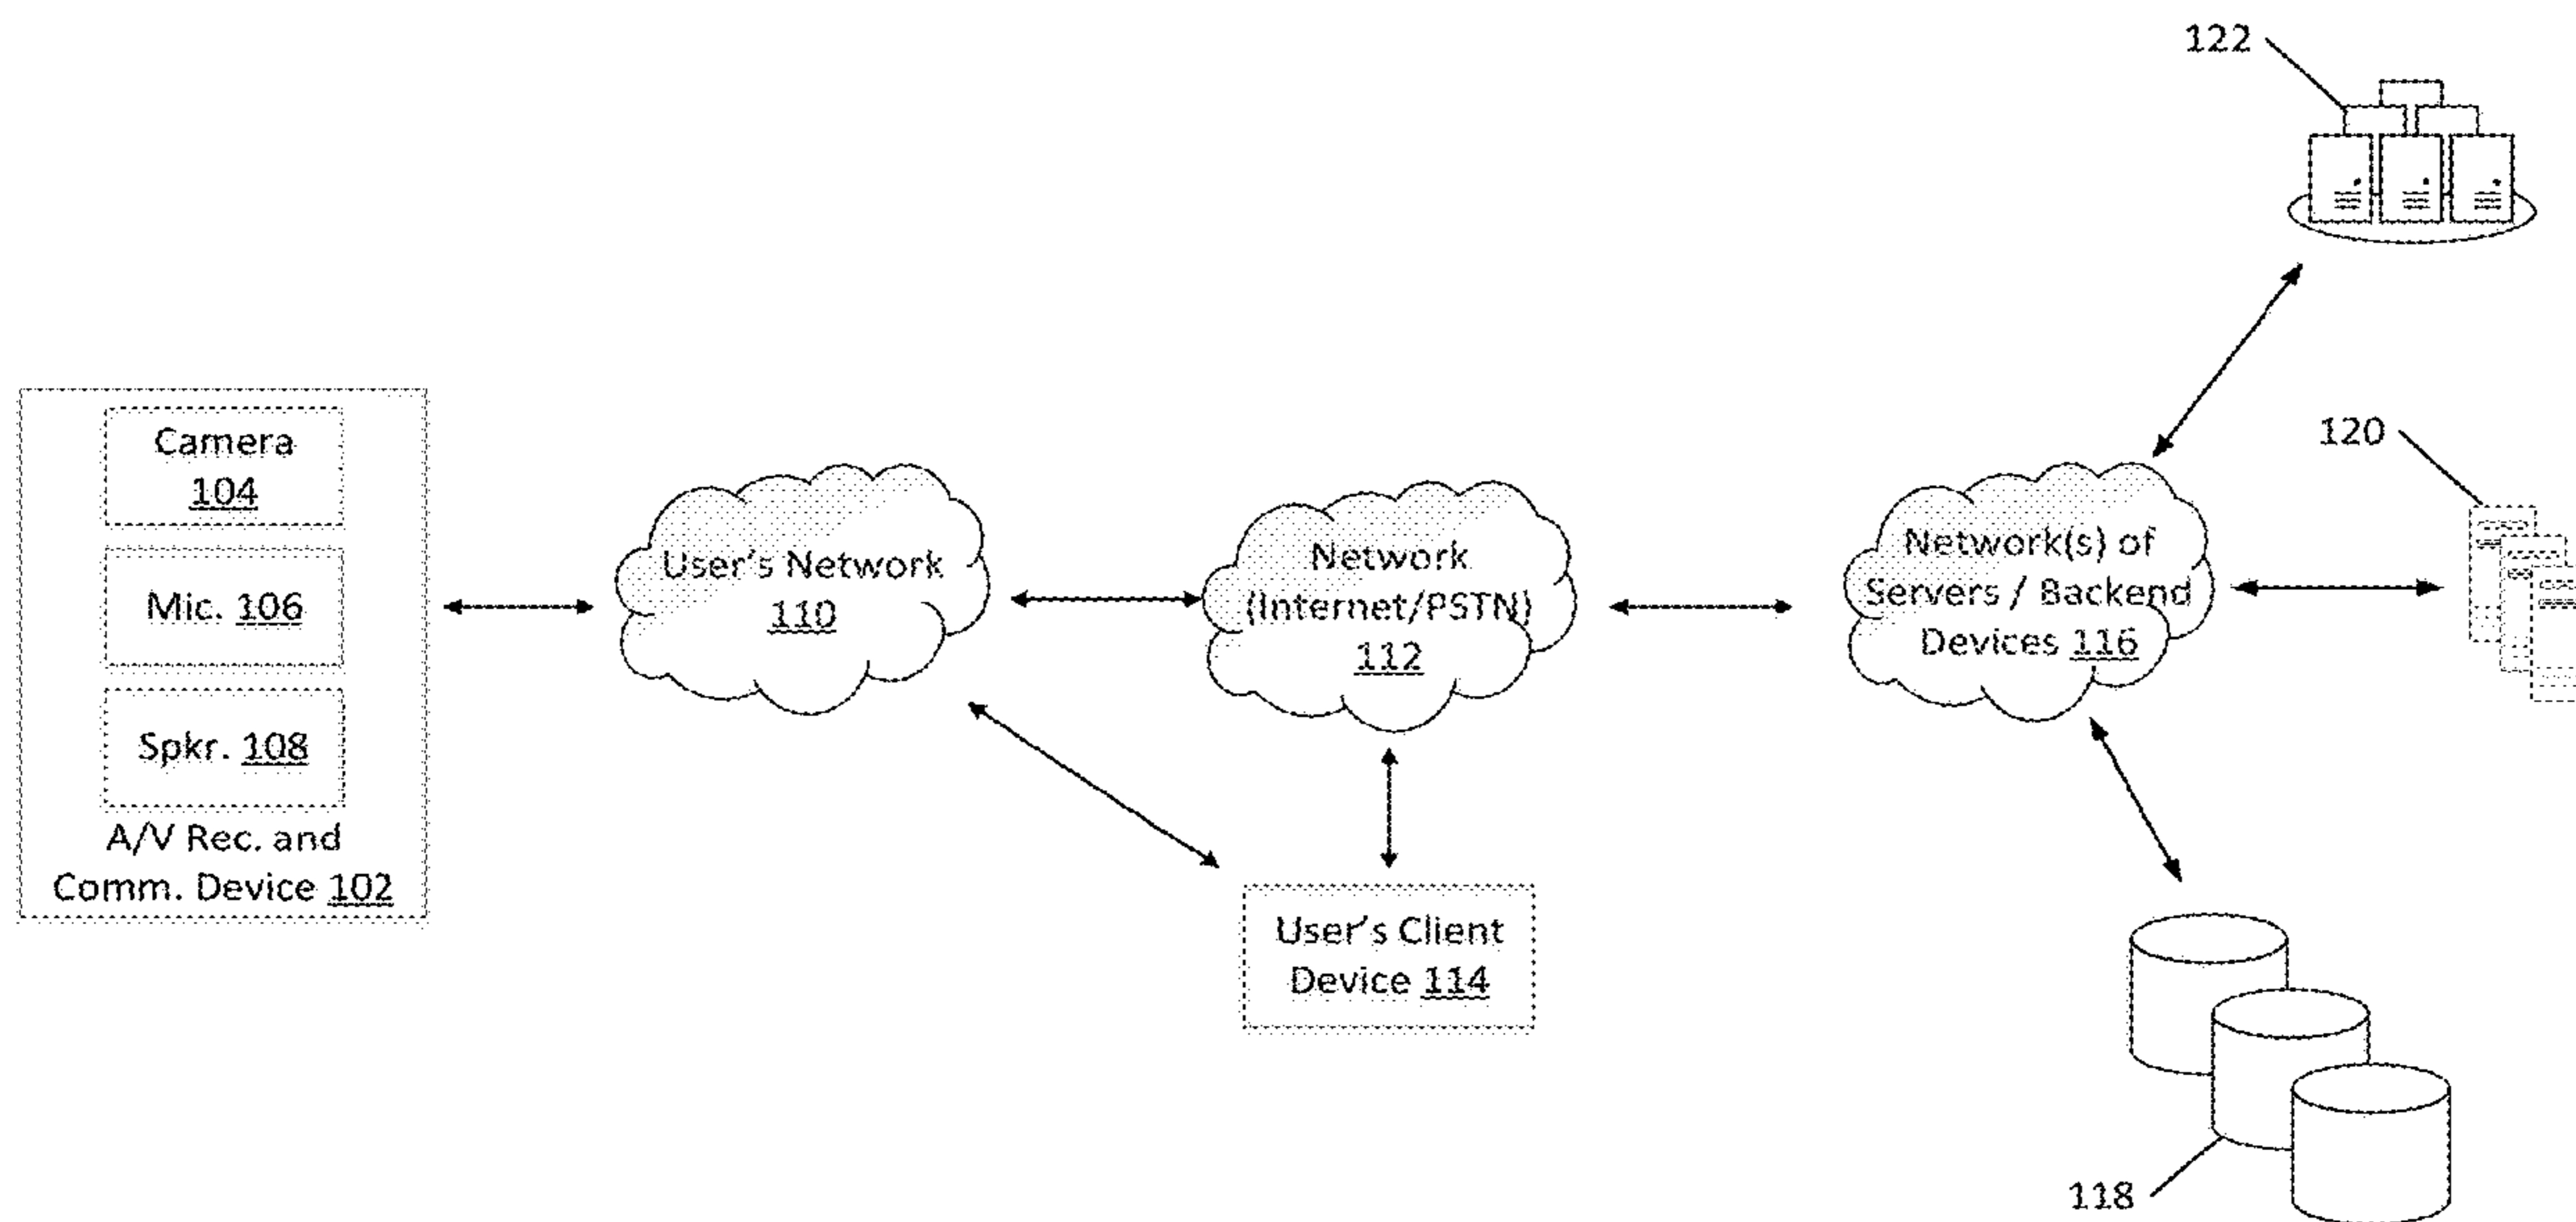 122
120
Camera
104
Mic. 106
Spkr. 108
A/V Rec. and
Comm. Device 102
User's Network
110
Network
(Internet/PSTN)
112
Network(s) of
Servers / Backend
Devices 116
User's Client
Device 114
118